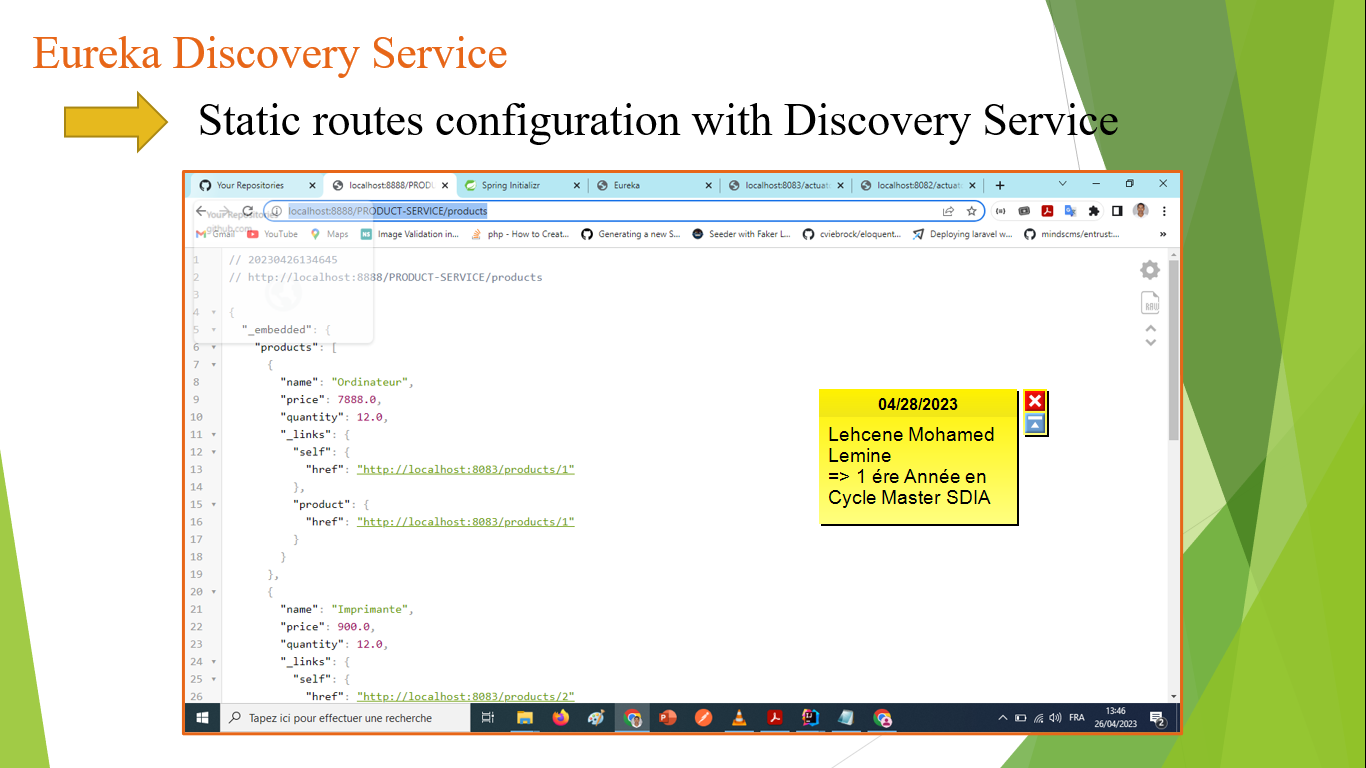 Eureka Discovery Service
Static routes configuration with Discovery Service
Your Repositories
localhost:8888/PRODU
Spring Initializr
Eureka
localhost:8083/actuat
localhost:8082/actuat
localhost:8888/PRODUCT-SERVICE/products
Your Repositories
github.com
Gmail
YouTube
Maps
Image Validation in...
php - How to Creat...
Generating a new S...
Seeder with Faker L...
cviebrock/eloquent...
Deploying laravel w...
mindscms/entrust:...
»
1 // 20230426134645
2 // http://localhost:8888/PRODUCT-SERVICE/products
3
4 {
5 "_embedded": {
6 "products": [
7 {
8 "name": "Ordinateur",
9 "price": 7888.0,
10 "quantity": 12.0,
11 "_links": {
12 "self": {
13 "href": "http://localhost:8083/products/1"
14 },
15 "product": {
16 "href": "http://localhost:8083/products/1"
17 }
18 }
19 },
20 {
21 "name": "Imprimante",
22 "price": 900.0,
23 "quantity": 12.0,
24 "_links": {
25 "self": {
26 "href": "http://localhost:8083/products/2"
RAW
04/28/2023
Lehcene Mohamed
Lemine
=> 1 ére Année en
Cycle Master SDIA
Tapez ici pour effectuer une recherche
FRA
13:46
26/04/2023
2